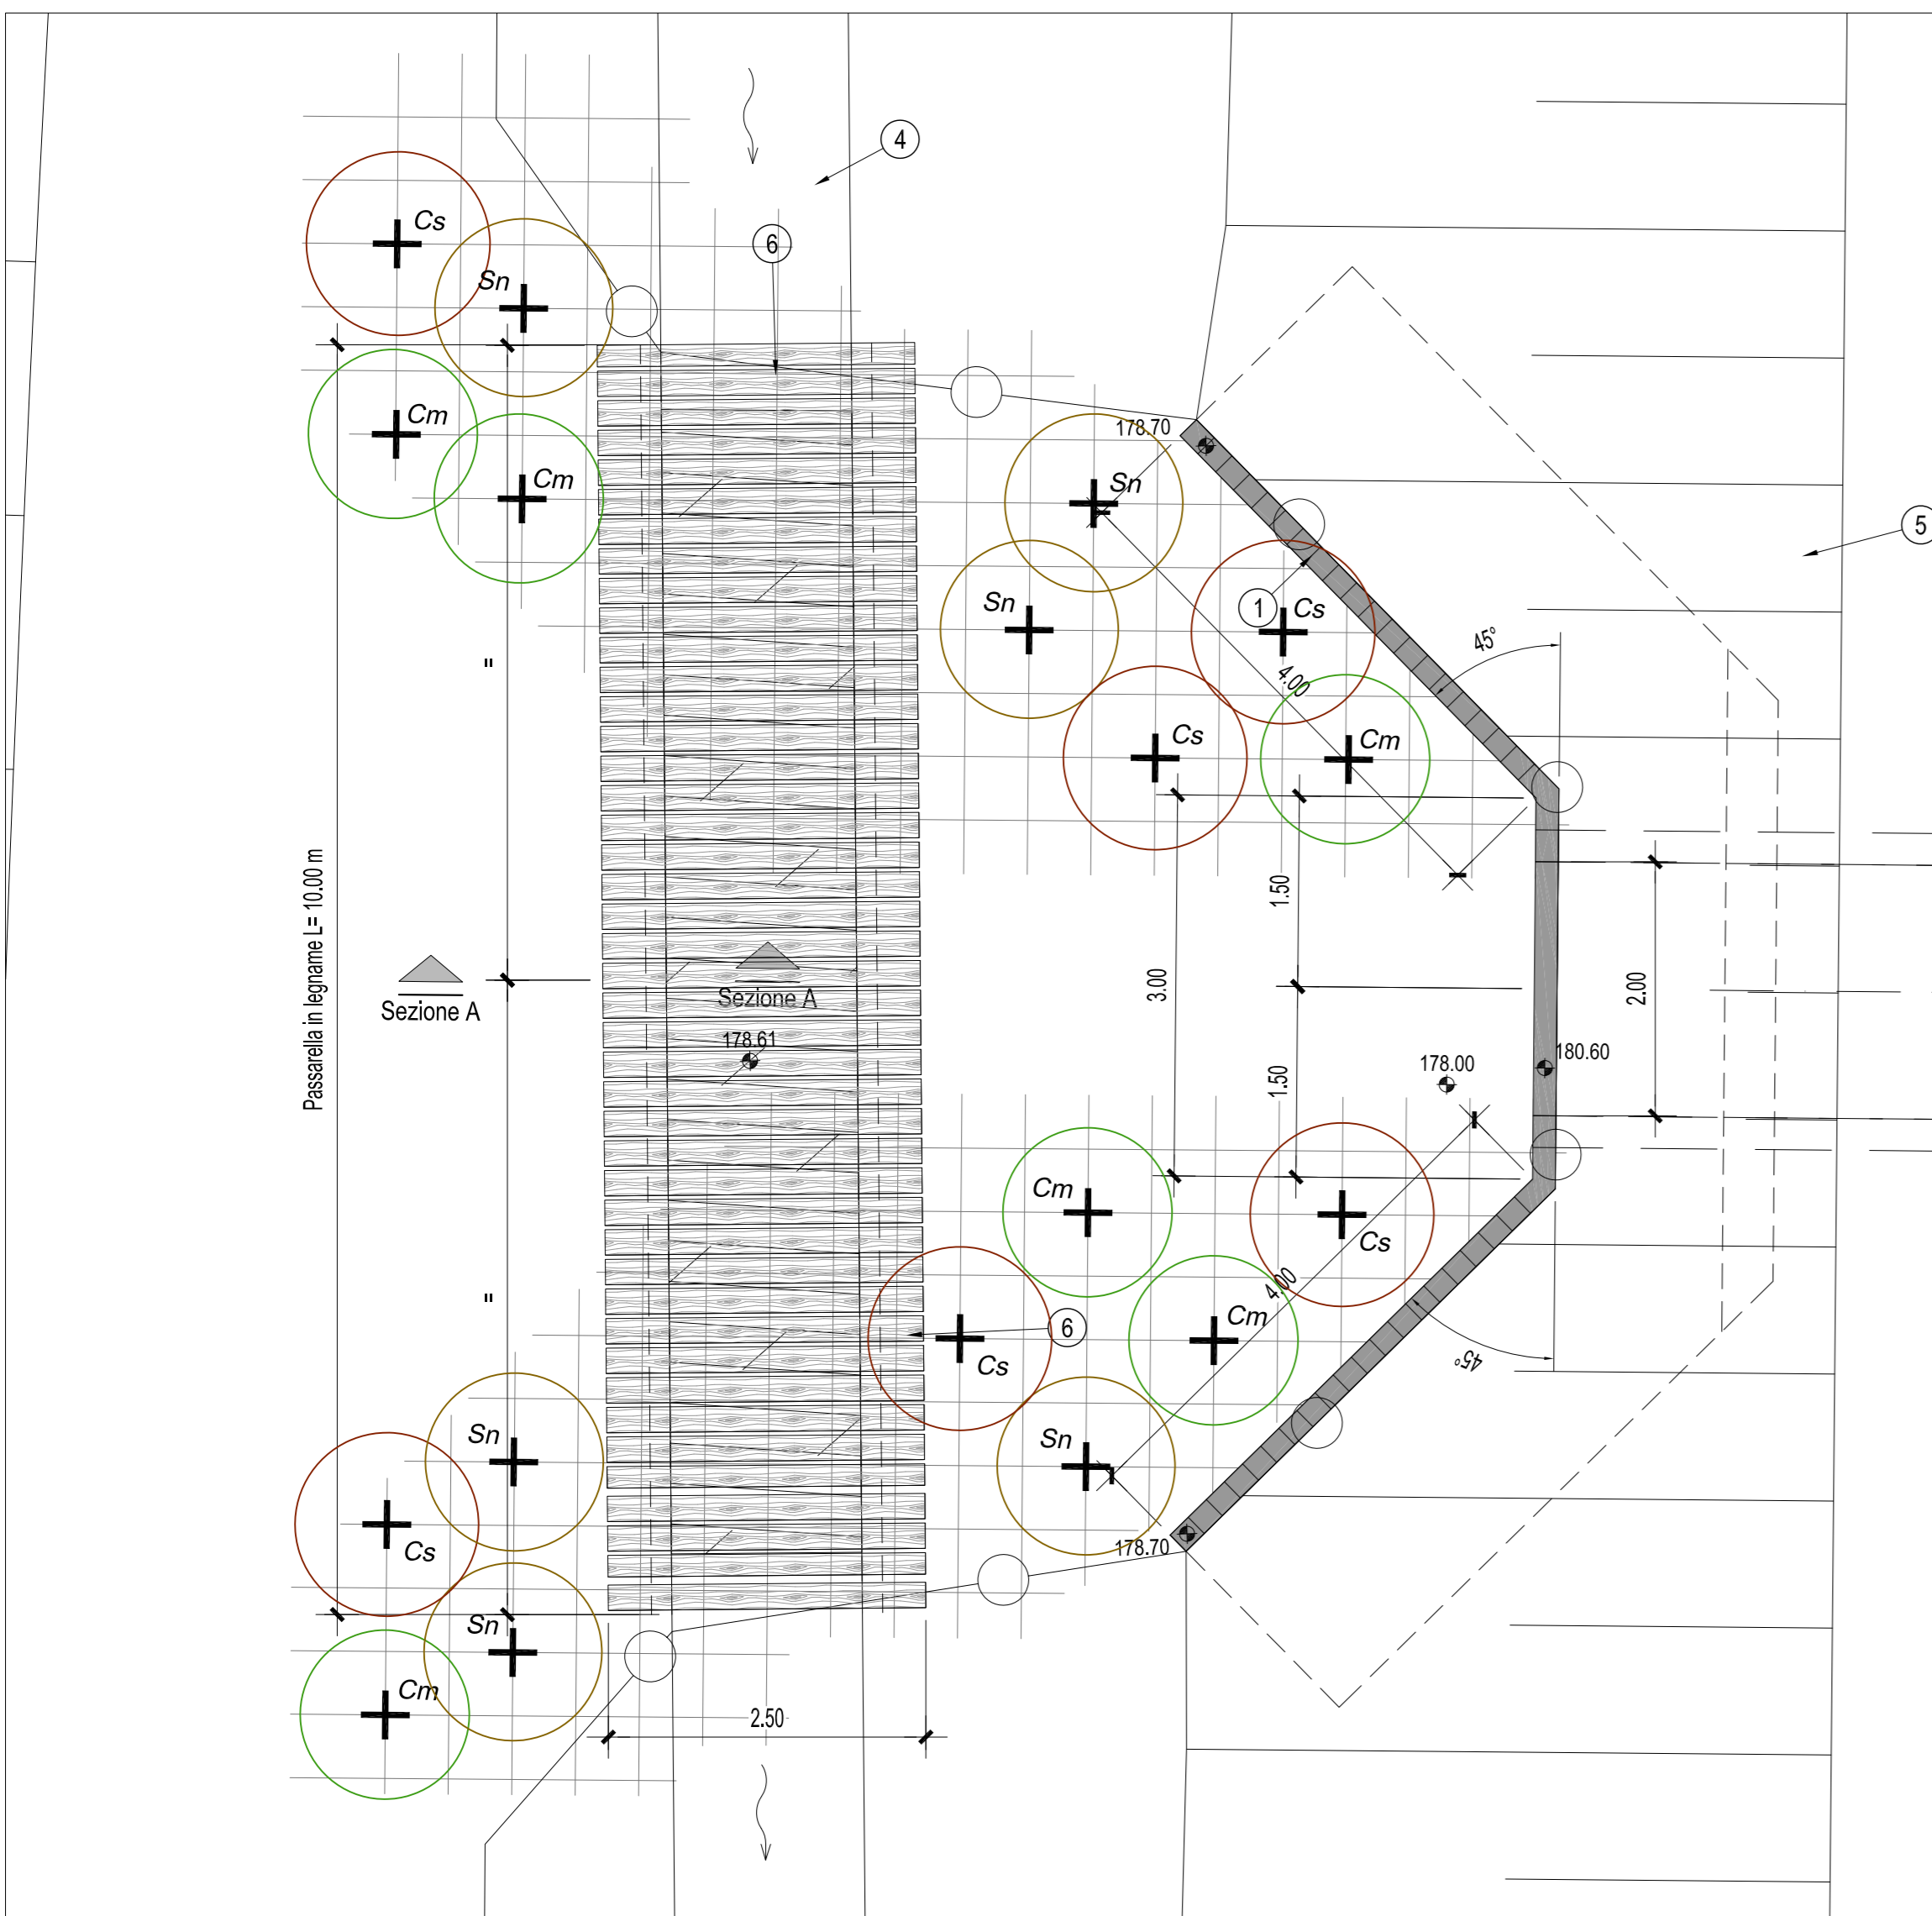 4
Cs
6
Sn
Cm
178.70
Cm
Sn
5
1
Cs
Sn
45°
"
4.00
Cs
Cm
1.50
Passarella in legname L= 10.00 m
3.00
2.00
Sezione A
Sezione A
178.61
180.60
178.00
1.50
Cm
Cs
4.00
"
Cm
6
Cs
45°
Sn
Sn
Cs
178.70
Sn
Cm
2.50